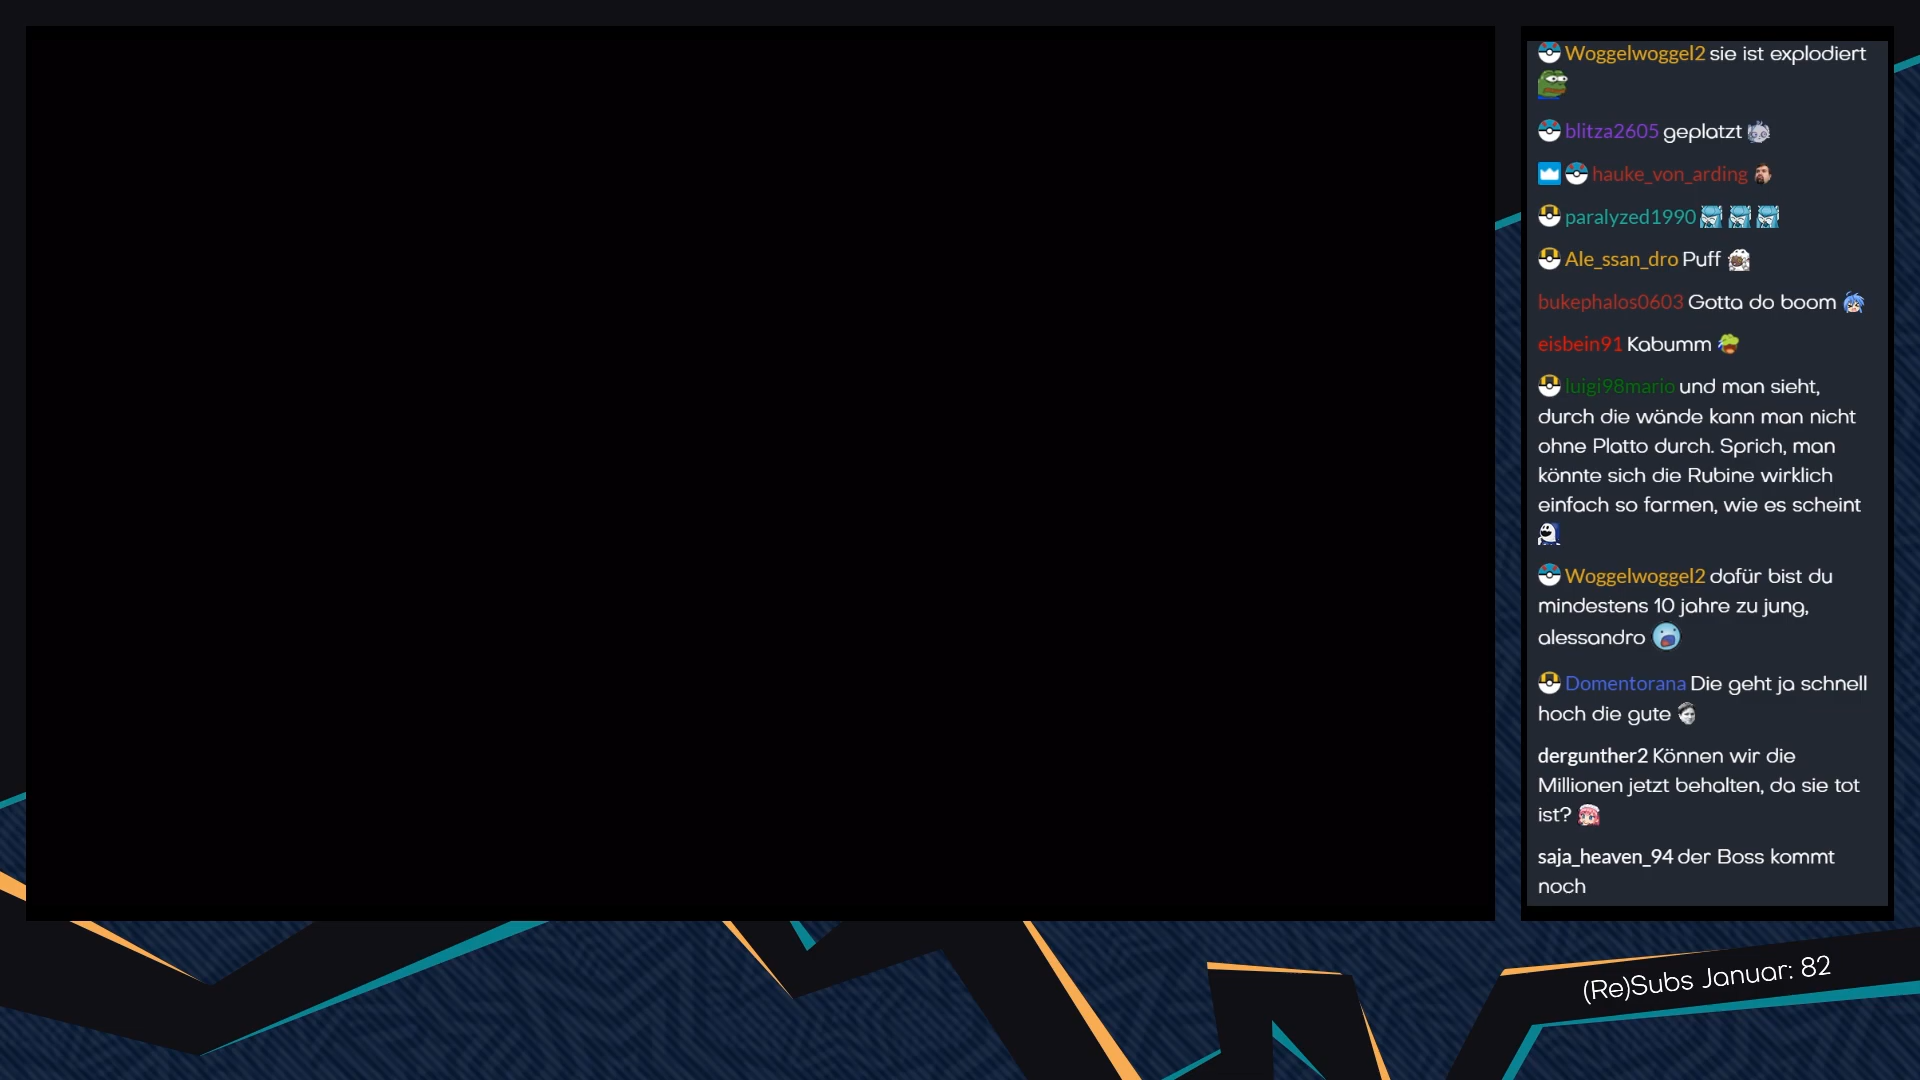 Woggelwoggel2 sie ist explodiert
blitza2605 geplatzt
hauke_von_arding
paralyzed1990
Ale_ssan_dro Puff
bukephalos0603 Gotta do boom
eisbein91 Kabumm
luigi98mario und man sieht,
durch die wände kann man nicht
ohne Platto durch. Sprich, man
könnte sich die Rubine wirklich
einfach so farmen, wie es scheint
Woggelwoggel2 dafür bist du
mindestens 10 jahre zu jung,
alessandro
Domentorana Die geht ja schnell
hoch die gute
dergunther2 Können wir die
Millionen jetzt behalten, da sie tot
ist?
saja_heaven_94 der Boss kommt
noch
(Re)Subs Januar: 82